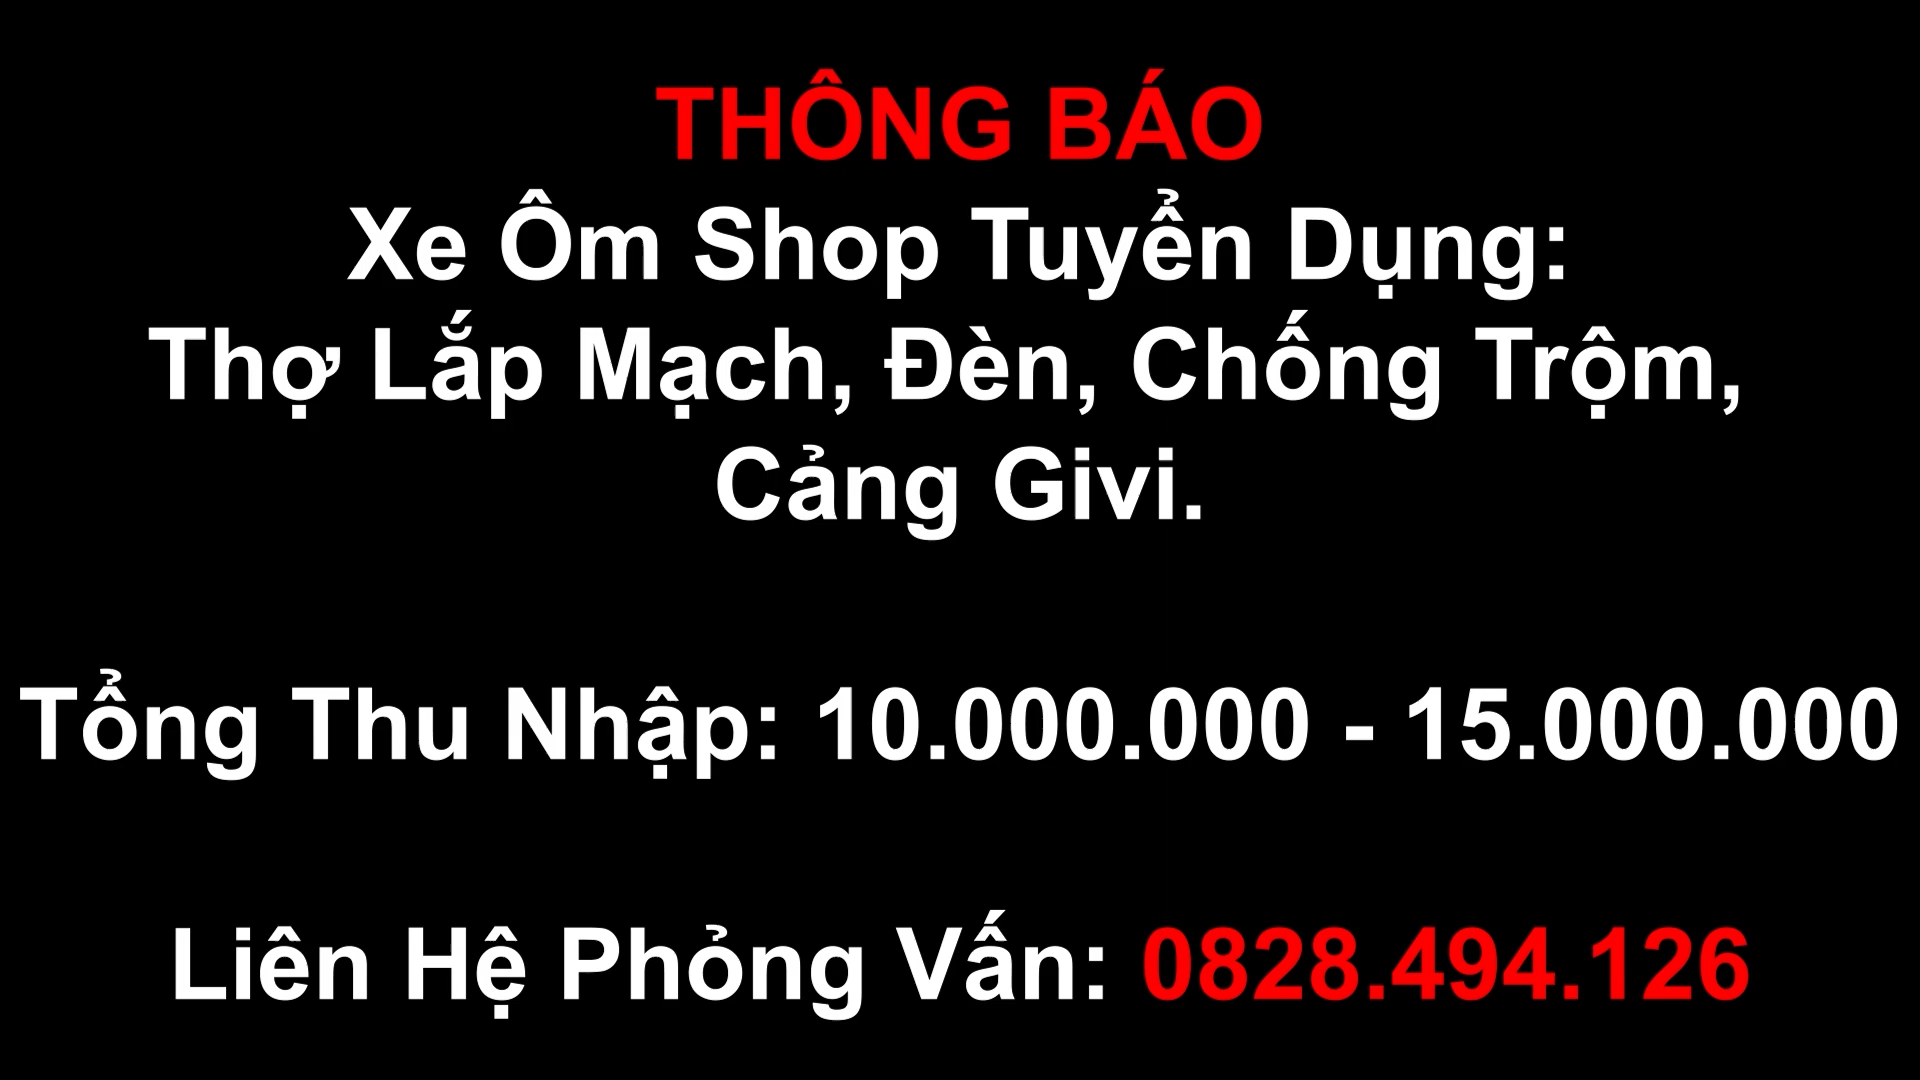 THÔNG BÁO
Xe Ôm Shop Tuyển Dụng:
Thợ Lắp Mạch, Đèn, Chống Trộm,
Cảng Givi.
Tổng Thu Nhập: 10.000.000 - 15.000.000
Liên Hệ Phỏng Vấn: 0828.494.126